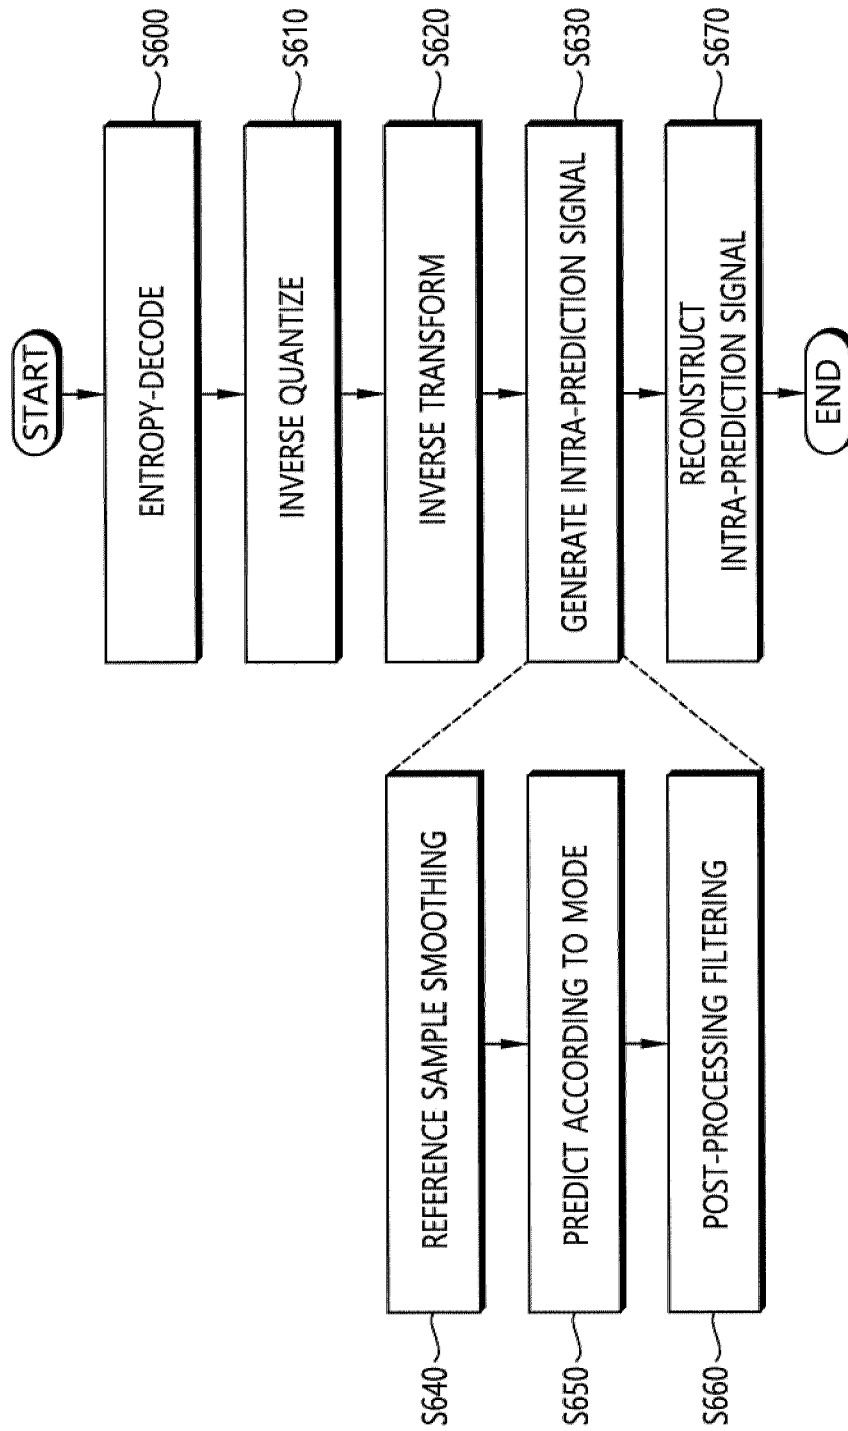 START
ENTROPY-DECODE
S600
INVERSE QUANTIZE
S610
INVERSE TRANSFORM
S620
GENERATE INTRA-PREDICTION SIGNAL
S630
S640
REFERENCE SAMPLE SMOOTHING
S650
PREDICT ACCORDING TO MODE
S660
POST-PROCESSING FILTERING
RECONSTRUCT
INTRA-PREDICTION SIGNAL
S670
END